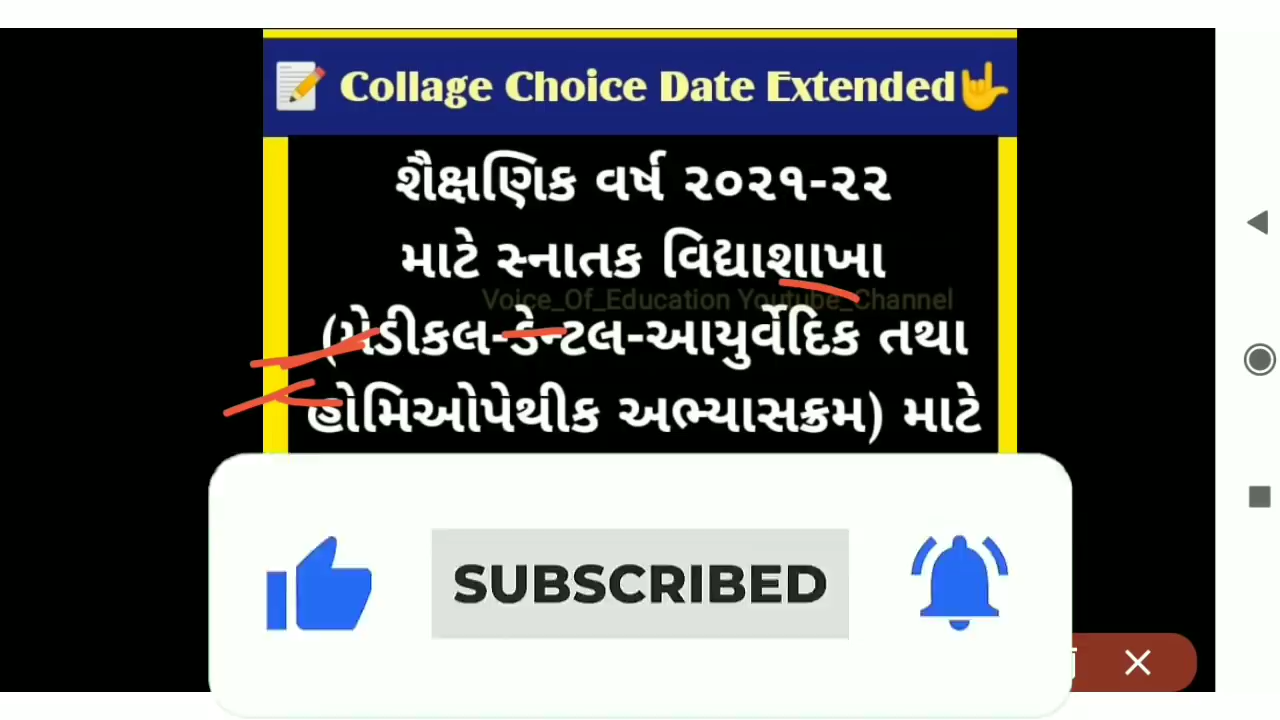 Collage Choice Date Extended
શૈક્ષણિક વર્ષ ૨૦૨૧-૨૨
માટે સ્નાતક વિદ્યાશાખા
Voice_Of_Education Youtube_Channel
(મેડીકલ-ડેન્ટલ-આયુર્વેદિક તથા
હોમિઓપેથીક અભ્યાસક્રમ) માટે
SUBSCRIBED